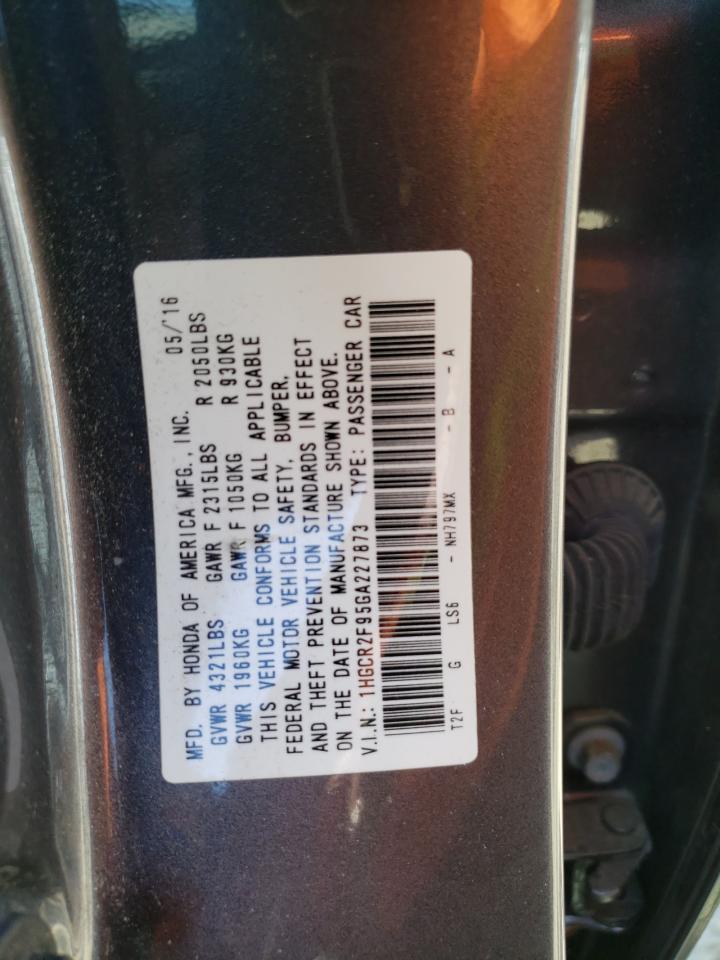 MFD. BY HONDA OF AMERICA MFG., INC. 05/'16
GVWR 4321LBS GAWR F 2315LBS R 2050LBS
GVWR 1960KG GAWR F 1050KG R 930KG
THIS VEHICLE CONFORMS TO ALL APPLICABLE
FEDERAL MOTOR VEHICLE SAFETY, BUMPER,
AND THEFT PREVENTION STANDARDS IN EFFECT
ON THE DATE OF MANUFACTURE SHOWN ABOVE.
V.I.N.: 1HGCR2F95GA227873 TYPE: PASSENGER CAR
T2F G LS6 - NH797MX - B - A